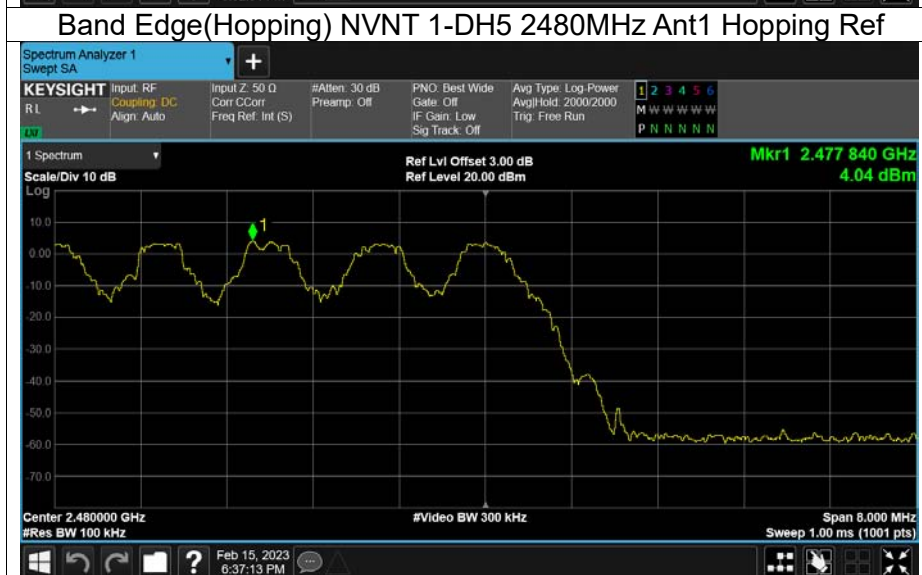 Band Edge(Hopping) NVNT 1-DH5 2480MHz Ant1 Hopping Ref
Spectrum Analyzer 1
Swept SA
+
KEYSIGHT
RL
Input: RF
Coupling: DC
Align: Auto
Input Z: 50 Ω
Corr CCorr
Freq Ref: Int (S)
#Atten: 30 dB
Preamp: Off
PNO: Best Wide
Gate: Off
IF Gain: Low
Sig Track: Off
Avg Type: Log-Power
Avg|Hold: 2000/2000
Trig: Free Run
1 2 3 4 5 6
M W W W W W
P N N N N N
1 Spectrum
Scale/Div 10 dB
Ref Lvl Offset 3.00 dB
Ref Level 20.00 dBm
Mkr1 2.477 840 GHz
4.04 dBm
Log
1
10.0
0.00
-10.0
-20.0
-30.0
-40.0
-50.0
-60.0
-70.0
Center 2.480000 GHz
#Video BW 300 kHz
Span 8.000 MHz
#Res BW 100 kHz
Sweep 1.00 ms (1001 pts)
?
Feb 15, 2023
6:37:13 PM